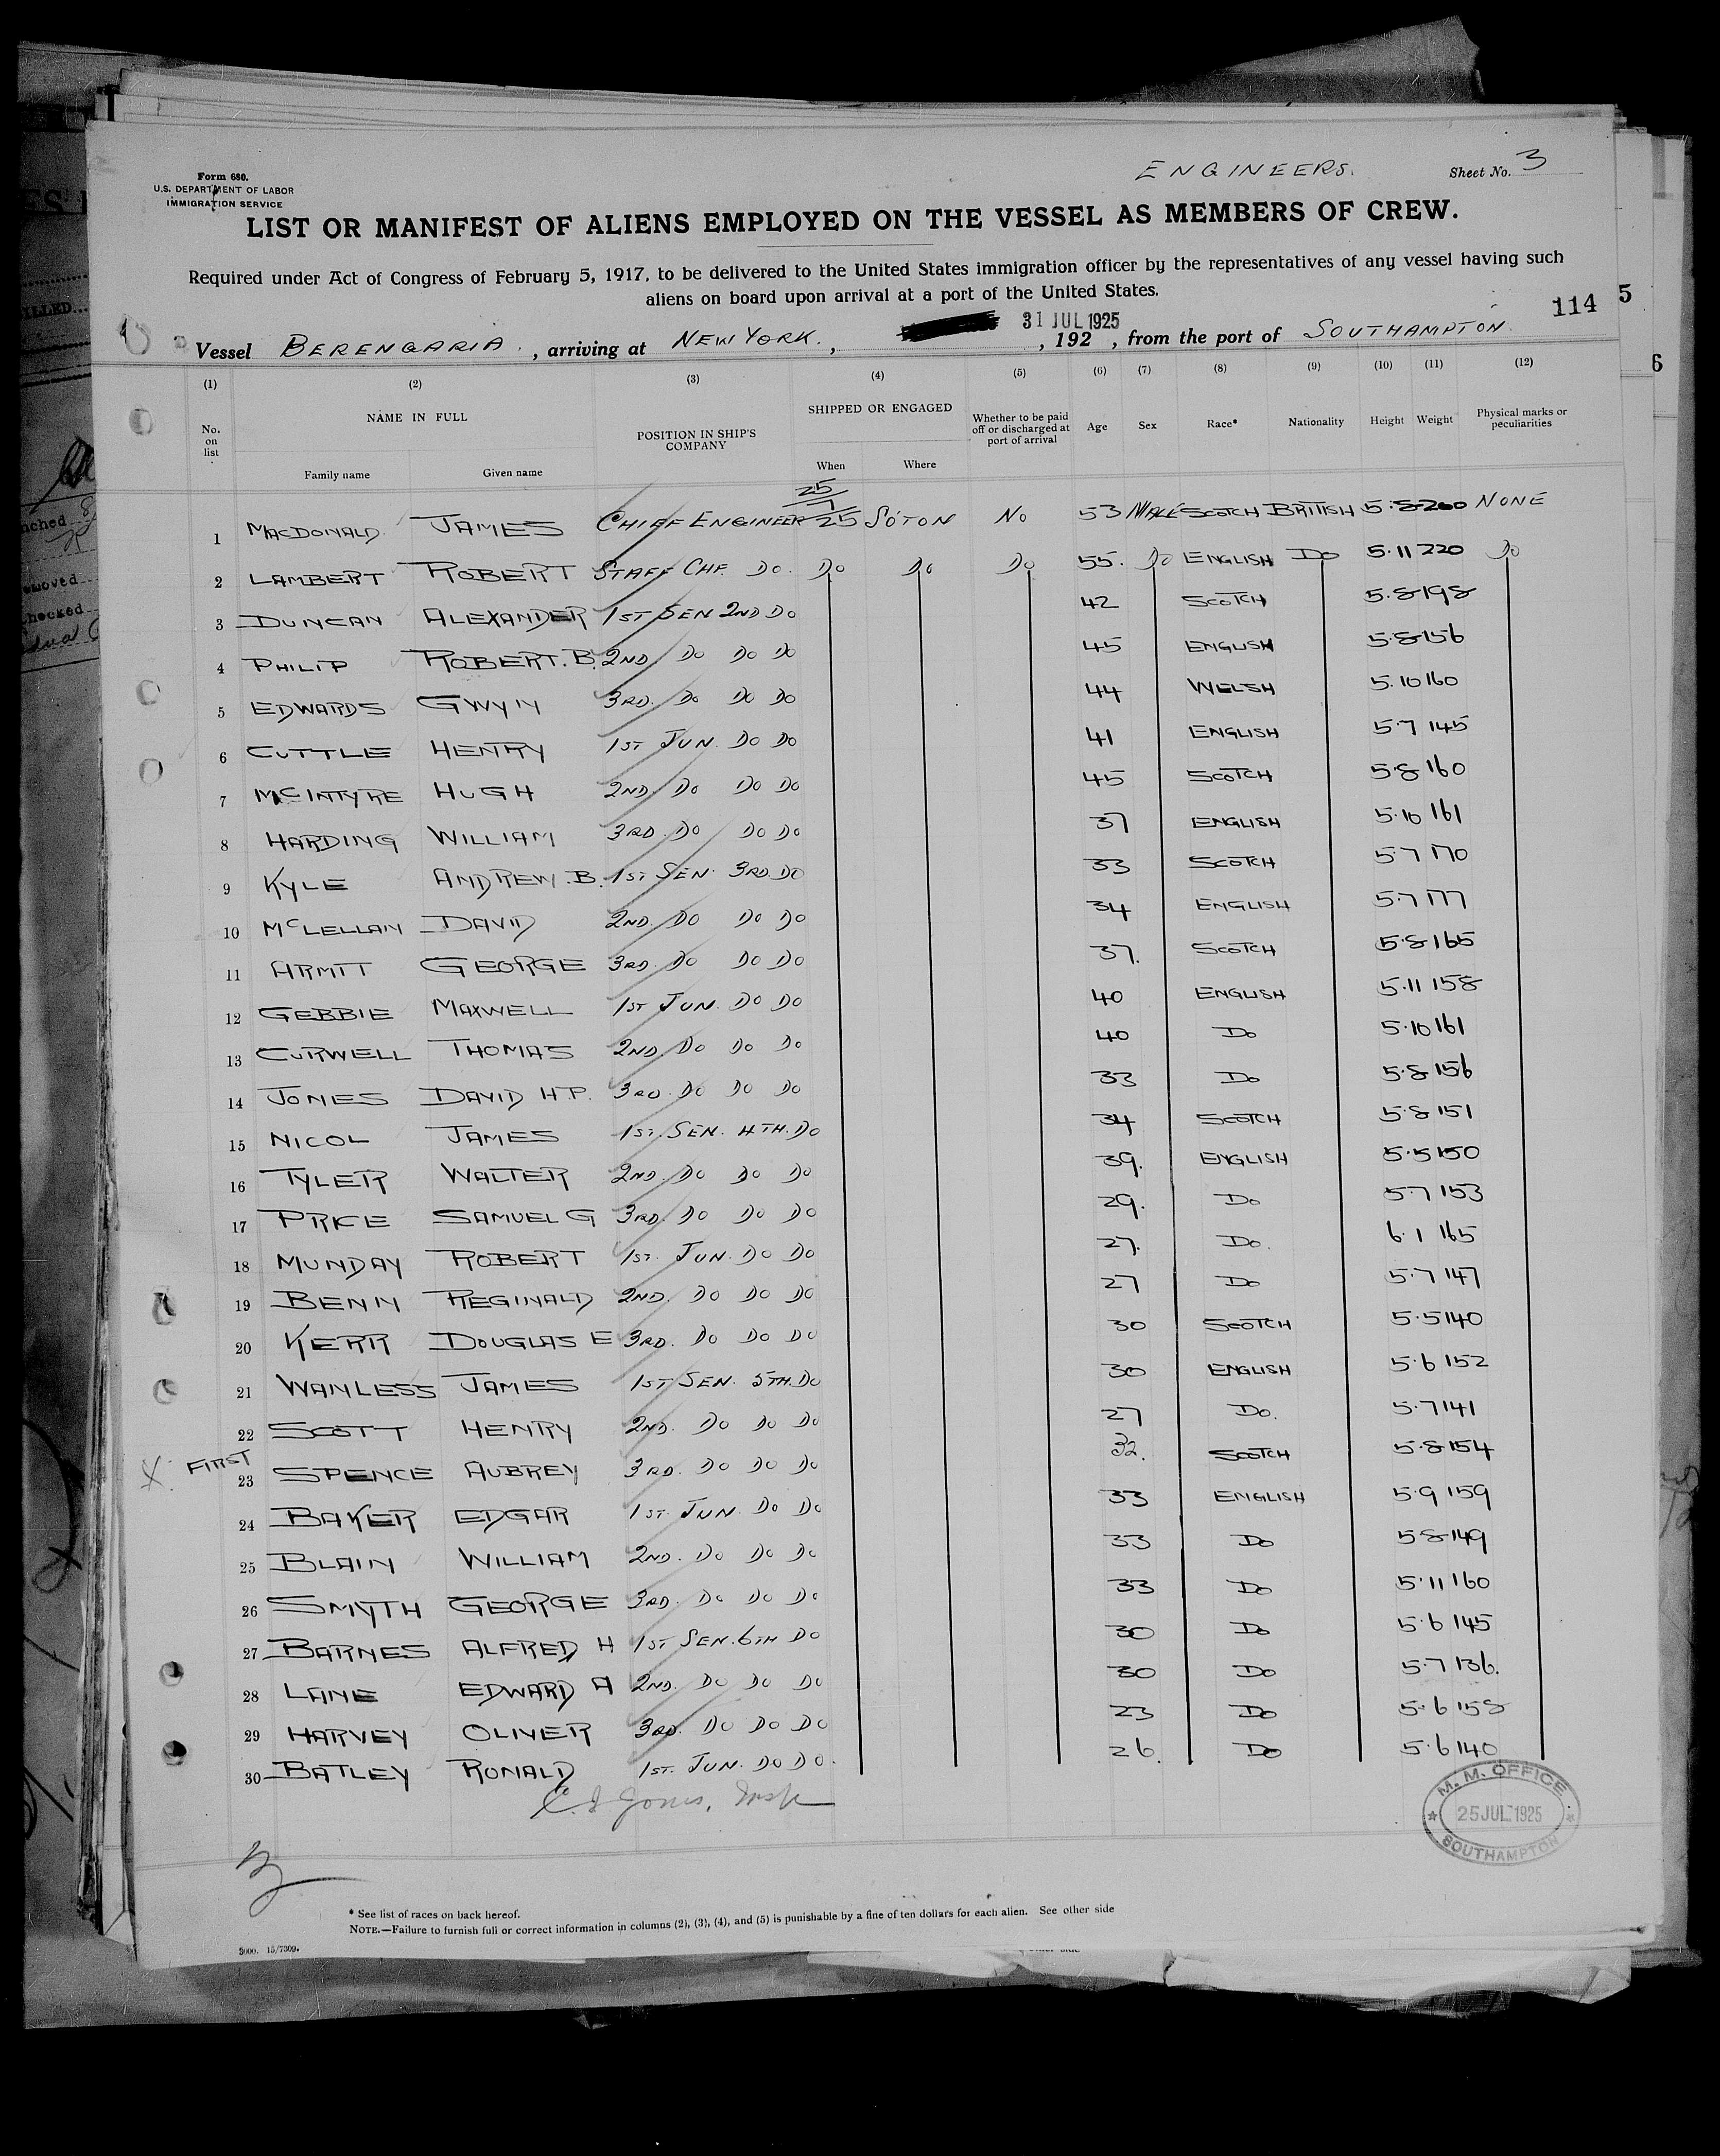 ENGINEERS. Sheet No. 3
Form 680.
U.S. DEPARTMENT OF LABOR
IMMIGRATION SERVICE
LIST OR MANIFEST OF ALIENS EMPLOYED ON THE VESSEL AS MEMBERS OF CREW.
Required under Act of Congress of February 5, 1917, to be delivered to the United States immigration officer by the representatives of any vessel having such
aliens on board upon arrival at a port of the United States.
114 5
31 JUL 1925
Vessel BERENGARIA, arriving at NEW YORK., , 192 , from the port of SOUTHAMPTON.
6
(1) (2) (3) (4) (5) (6) (7) (8) (9) (10) (11) (12)
No. on list NAME IN FULL POSITION IN SHIP'S COMPANY SHIPPED OR ENGAGED Whether to be paid off or discharged at port of arrival Age Sex Race* Nationality Height Weight Physical marks or peculiarities
Family name Given name When Where
1 MACDONALD JAMES CHIEF ENGINEER 25/7/25 SOTON NO 53 MALE SCOTCH BRITISH 5·8 200 NONE
2 LAMBERT ROBERT STAFF CHF. DO. DO DO DO 55. DO ENGLISH DO 5·11 220 DO
3 DUNCAN ALEXANDER 1ST SEN 2ND DO 42 SCOTCH 5·8 198
4 PHILIP ROBERT. B. 2ND DO DO DO 45 ENGLISH 5·8 156
5 EDWARDS GWYN 3RD. DO DO DO 44 WELSH 5·10 160
6 CUTTLE HENRY 1ST JUN. DO DO 41 ENGLISH 5·7 145
7 MCINTYRE HUGH 2ND. DO DO DO 45 SCOTCH 5·8 160
8 HARDING WILLIAM 3RD DO DO DO 37 ENGLISH 5·10 161
9 KYLE ANDREW. B. 1ST SEN. 3RD. DO 33 SCOTCH 5·7 170
10 MCLELLAN DAVID 2ND. DO DO DO 34 ENGLISH 5·7 177
11 ARMIT GEORGE 3RD. DO DO DO 37. SCOTCH 5·8 165
12 GEBBIE MAXWELL 1ST JUN. DO DO 40 ENGLISH 5·11 158
13 CURWELL THOMAS 2ND. DO DO DO 40 DO 5·10 161
14 JONES DAVID H.P. 3RD. DO DO DO 33 DO 5·8 156
15 NICOL JAMES 1ST. SEN. 4TH. DO 34 SCOTCH 5·8 151
16 TYLER WALTER 2ND. DO DO DO 39. ENGLISH 5·5 150
17 PRICE SAMUEL G 3RD. DO DO DO 29. DO 5·7 153
18 MUNDAY ROBERT 1ST. JUN. DO DO 27. DO. 6·1 165
19 BENN REGINALD 2ND. DO DO DO 27 DO 5·7 147
20 KERR DOUGLAS E 3RD. DO DO DO 30 SCOTCH 5·5 140
21 WANLESS JAMES 1ST SEN. 5TH. DO 30 ENGLISH 5·6 152
22 SCOTT HENRY 2ND. DO DO DO 27 DO. 5·7 141
X. FIRST 23 SPENCE AUBREY 3RD. DO DO DO 32. SCOTCH 5·8 154
24 BAKER EDGAR 1ST. JUN. DO DO 33 ENGLISH 5·9 159
25 BLAIN WILLIAM 2ND. DO DO DO 33 DO 5·8 149
26 SMYTH GEORGE 3RD. DO DO DO 33 DO 5·11 160
27 BARNES ALFRED H 1ST SEN. 6TH DO 30 DO 5·6 145
28 LANE EDWARD A 2ND. DO DO DO 30 DO 5·7 136.
29 HARVEY OLIVER 3RD. DO DO DO 23 DO 5·6 158
30 BATLEY RONALD 1ST. JUN. DO DO. 26. DO 5·6 140
Jones, Insp
M. M. OFFICE
25 JUL 1925
SOUTHAMPTON
* See list of races on back hereof.
NOTE.—Failure to furnish full or correct information in columns (2), (3), (4), and (5) is punishable by a fine of ten dollars for each alien. See other side
5000. 15/7309.